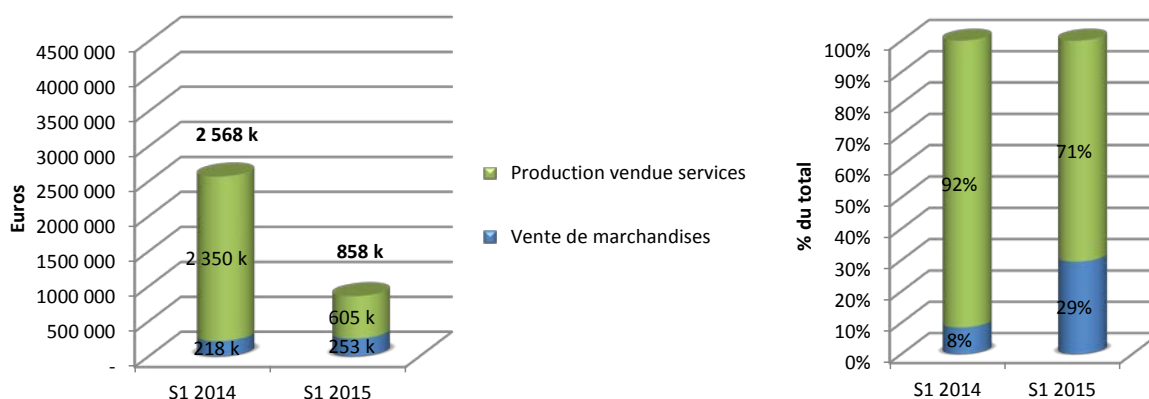 4500 000
4000 000
3500 000
3000 000
2500 000
2000 000
1500 000
1000 000
500 000
-
Euros
2 568 k
2 350 k
218 k
858 k
605 k
253 k
S1 2014
S1 2015
Production vendue services
Vente de marchandises
100%
90%
80%
70%
60%
50%
40%
30%
20%
10%
0%
% du total
92%
8%
71%
29%
S1 2014
S1 2015